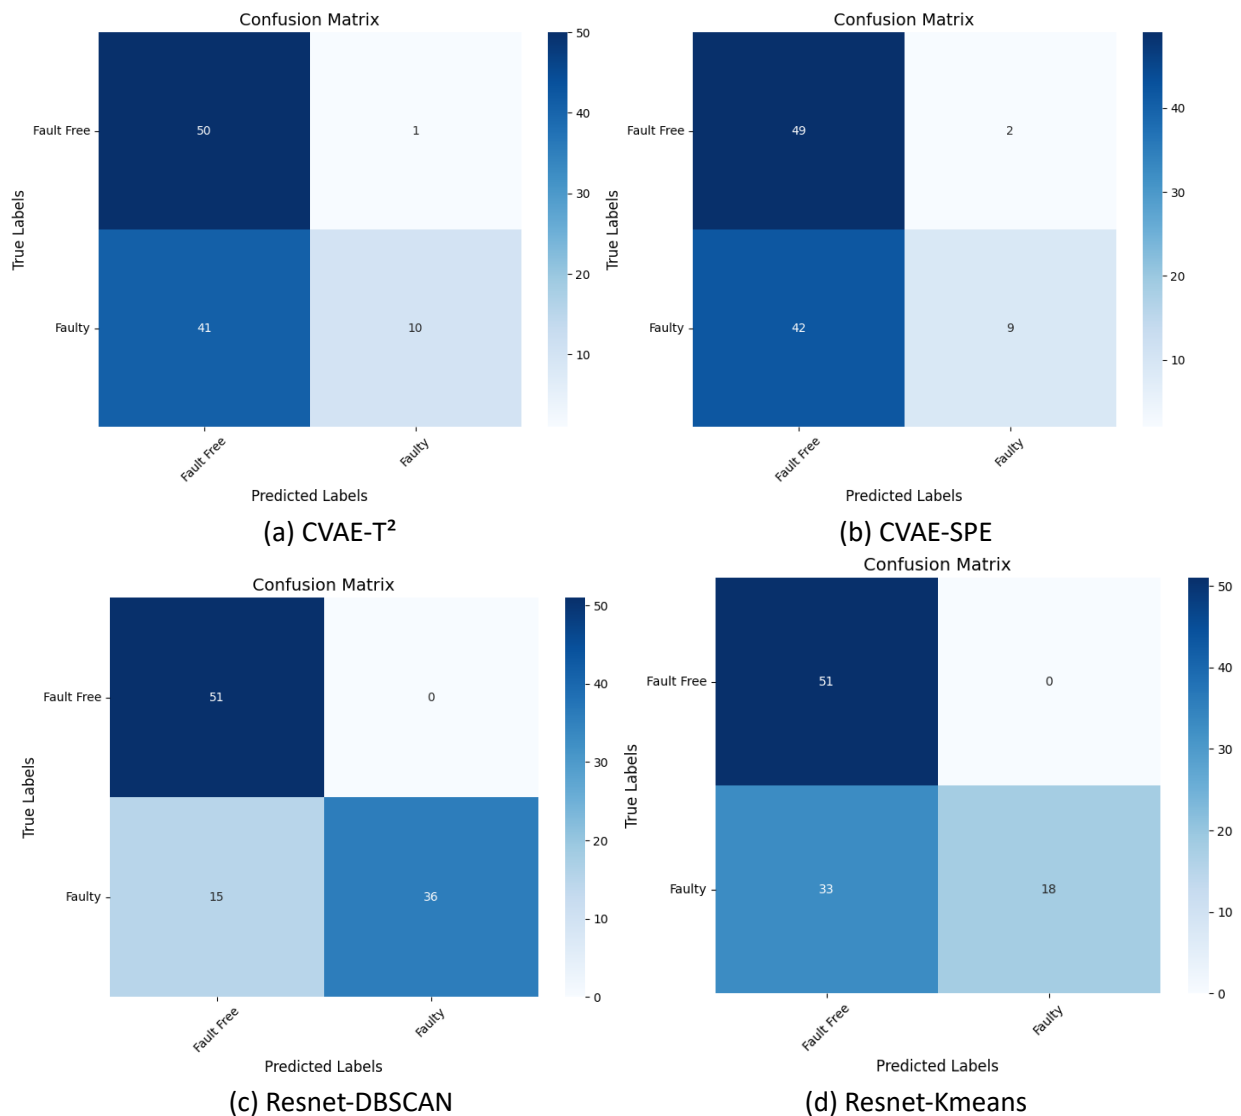 Confusion Matrix
50
40
30
20
10
Fault Free
Faulty
True Labels
50
1
41
10
Fault Free
Faulty
Predicted Labels
(a) CVAE-T²
Confusion Matrix
40
30
20
10
Fault Free
Faulty
True Labels
49
2
42
9
Fault Free
Faulty
Predicted Labels
(b) CVAE-SPE
Confusion Matrix
50
40
30
20
10
0
Fault Free
Faulty
True Labels
51
0
15
36
Fault Free
Faulty
Predicted Labels
(c) Resnet-DBSCAN
Confusion Matrix
50
40
30
20
10
0
Fault Free
Faulty
True Labels
51
0
33
18
Fault Free
Faulty
Predicted Labels
(d) Resnet-Kmeans